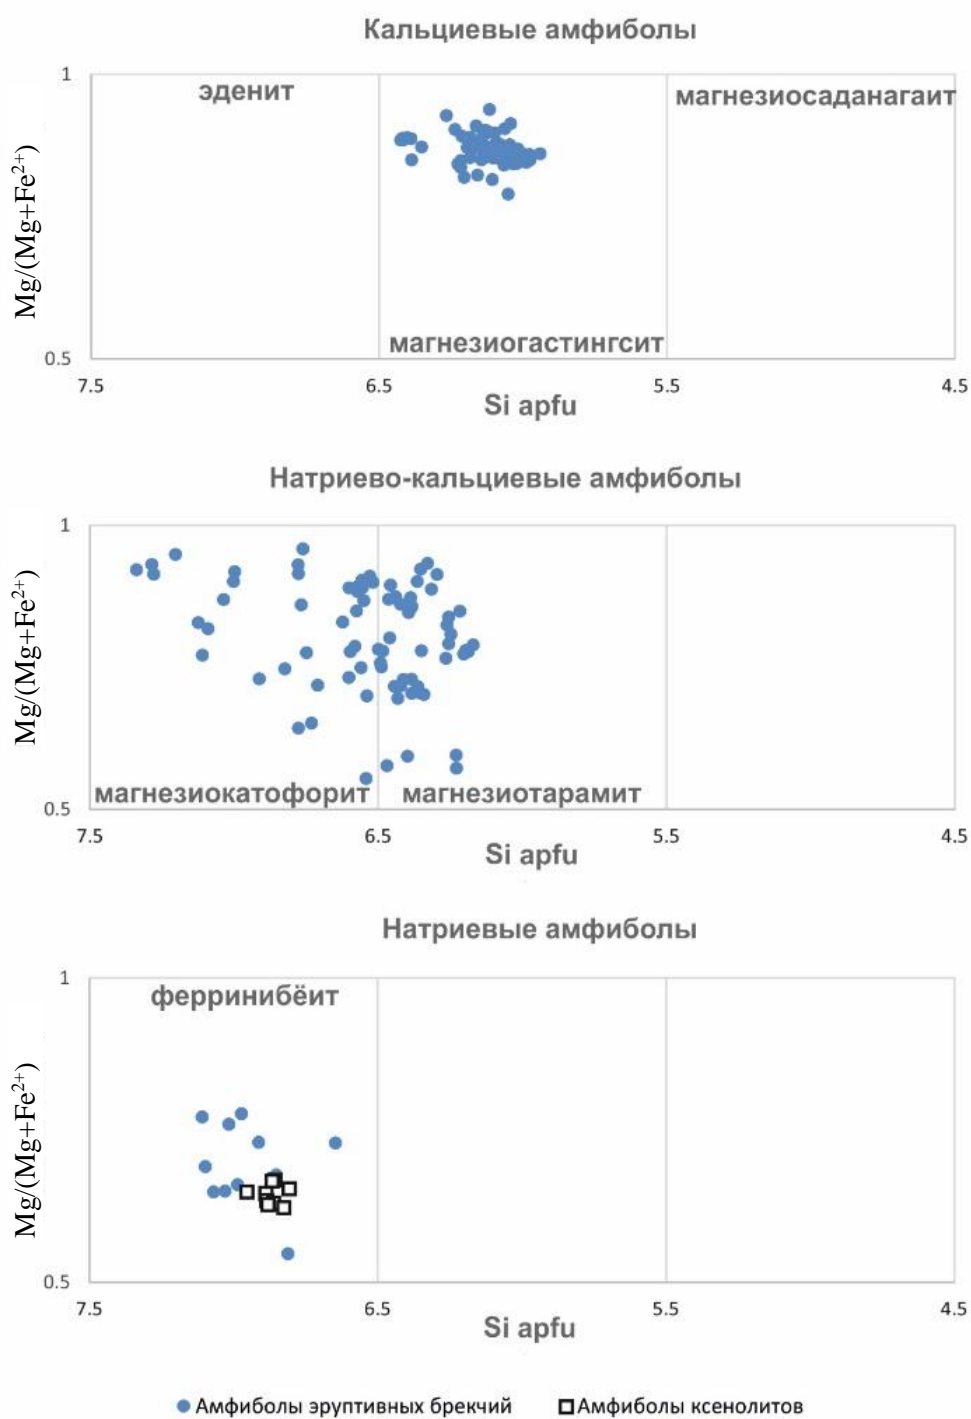 Кальциевые амфиболы
1
эденит
магнезиосаданагаит
Mg/(Mg+Fe²⁺)
магнезиогастингсит
0.5
7.5 6.5 5.5 4.5
Si apfu
Натриево-кальциевые амфиболы
1
Mg/(Mg+Fe²⁺)
магнезиокатофорит магнезиотарамит
0.5
7.5 6.5 5.5 4.5
Si apfu
Натриевые амфиболы
1
ферринибёит
Mg/(Mg+Fe²⁺)
0.5
7.5 6.5 5.5 4.5
Si apfu
Амфиболы эруптивных брекчий Амфиболы ксенолитов